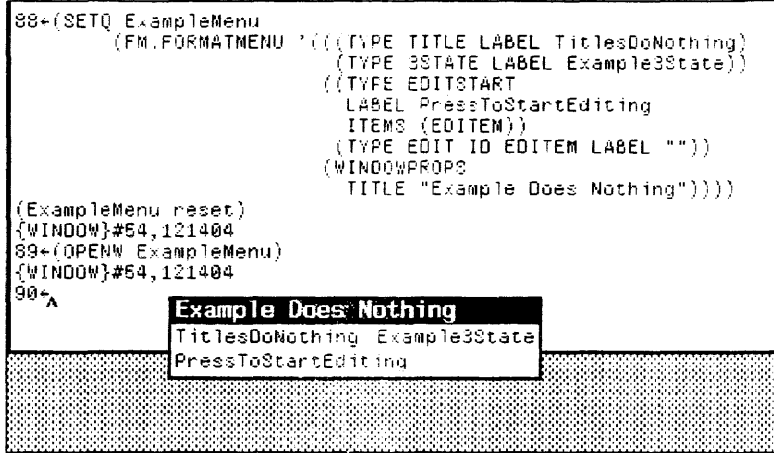 88←(SETQ ExampleMenu
(FM.FORMATMENU '(((TYPE TITLE LABEL TitlesDoNothing)
(TYPE 3STATE LABEL Example3State))
((TYPE EDITSTART
LABEL PressToStartEditing
ITEMS (EDITEM))
(TYPE EDIT ID EDITEM LABEL ""))
(WINDOWPROPS
TITLE "Example Does Nothing"))))
(ExampleMenu reset)
{WINDOW}#54,121404
89←(OPENW ExampleMenu)
{WINDOW}#54,121404
90←
Example Does Nothing
TitlesDoNothing Example3State
PressToStartEditing